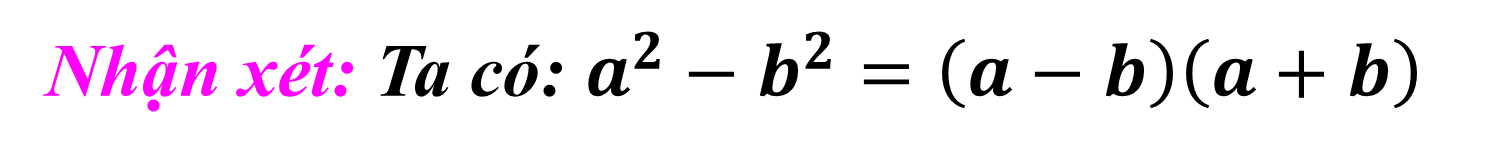 Nhận xét: Ta có: a² − b² = (a − b)(a + b)